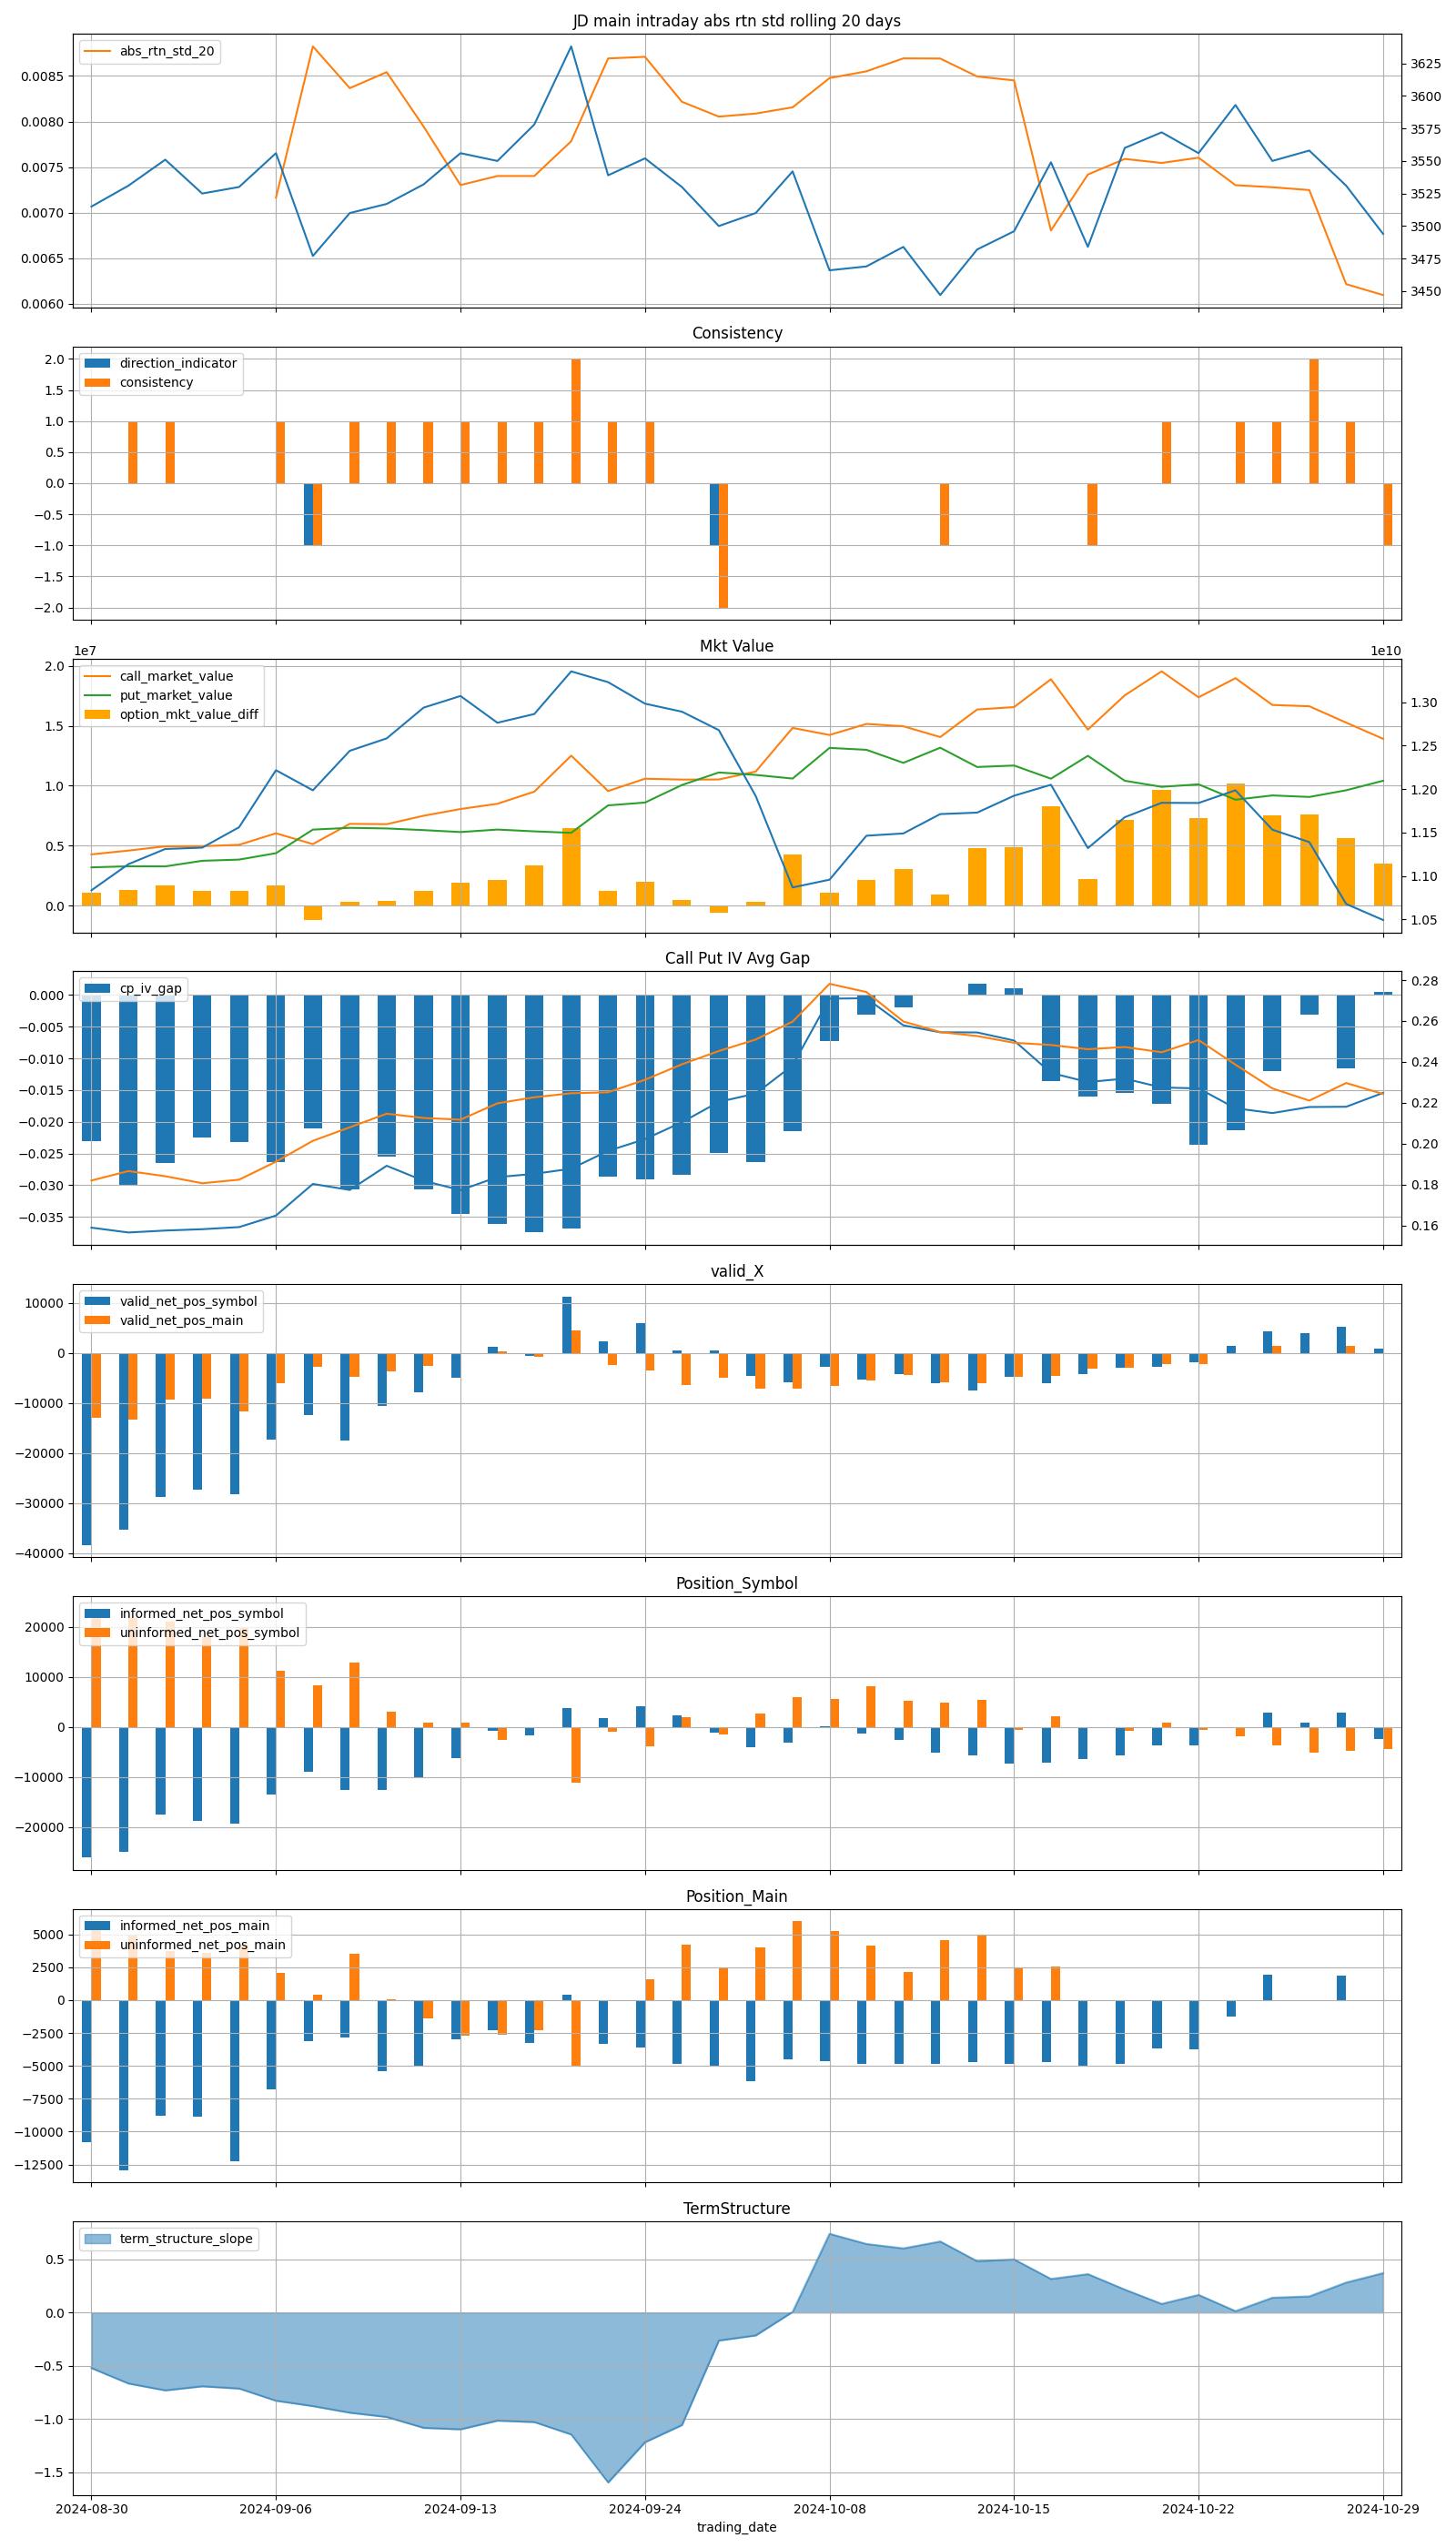 JD main intraday abs rtn std rolling 20 days
abs_rtn_std_20
0.0085
0.0080
0.0075
0.0070
0.0065
0.0060
3625
3600
3575
3550
3525
3500
3475
3450
Consistency
direction_indicator
consistency
2.0
1.5
1.0
0.5
0.0
−0.5
−1.0
−1.5
−2.0
Mkt Value
1e7
1e10
call_market_value
put_market_value
option_mkt_value_diff
2.0
1.5
1.0
0.5
0.0
1.30
1.25
1.20
1.15
1.10
1.05
Call Put IV Avg Gap
cp_iv_gap
0.000
−0.005
−0.010
−0.015
−0.020
−0.025
−0.030
−0.035
0.28
0.26
0.24
0.22
0.20
0.18
0.16
valid_X
valid_net_pos_symbol
valid_net_pos_main
10000
0
−10000
−20000
−30000
−40000
Position_Symbol
informed_net_pos_symbol
uninformed_net_pos_symbol
20000
10000
0
−10000
−20000
Position_Main
informed_net_pos_main
uninformed_net_pos_main
5000
2500
0
−2500
−5000
−7500
−10000
−12500
TermStructure
term_structure_slope
0.5
0.0
−0.5
−1.0
−1.5
2024-08-30 2024-09-06 2024-09-13 2024-09-24 2024-10-08 2024-10-15 2024-10-22 2024-10-29
trading_date